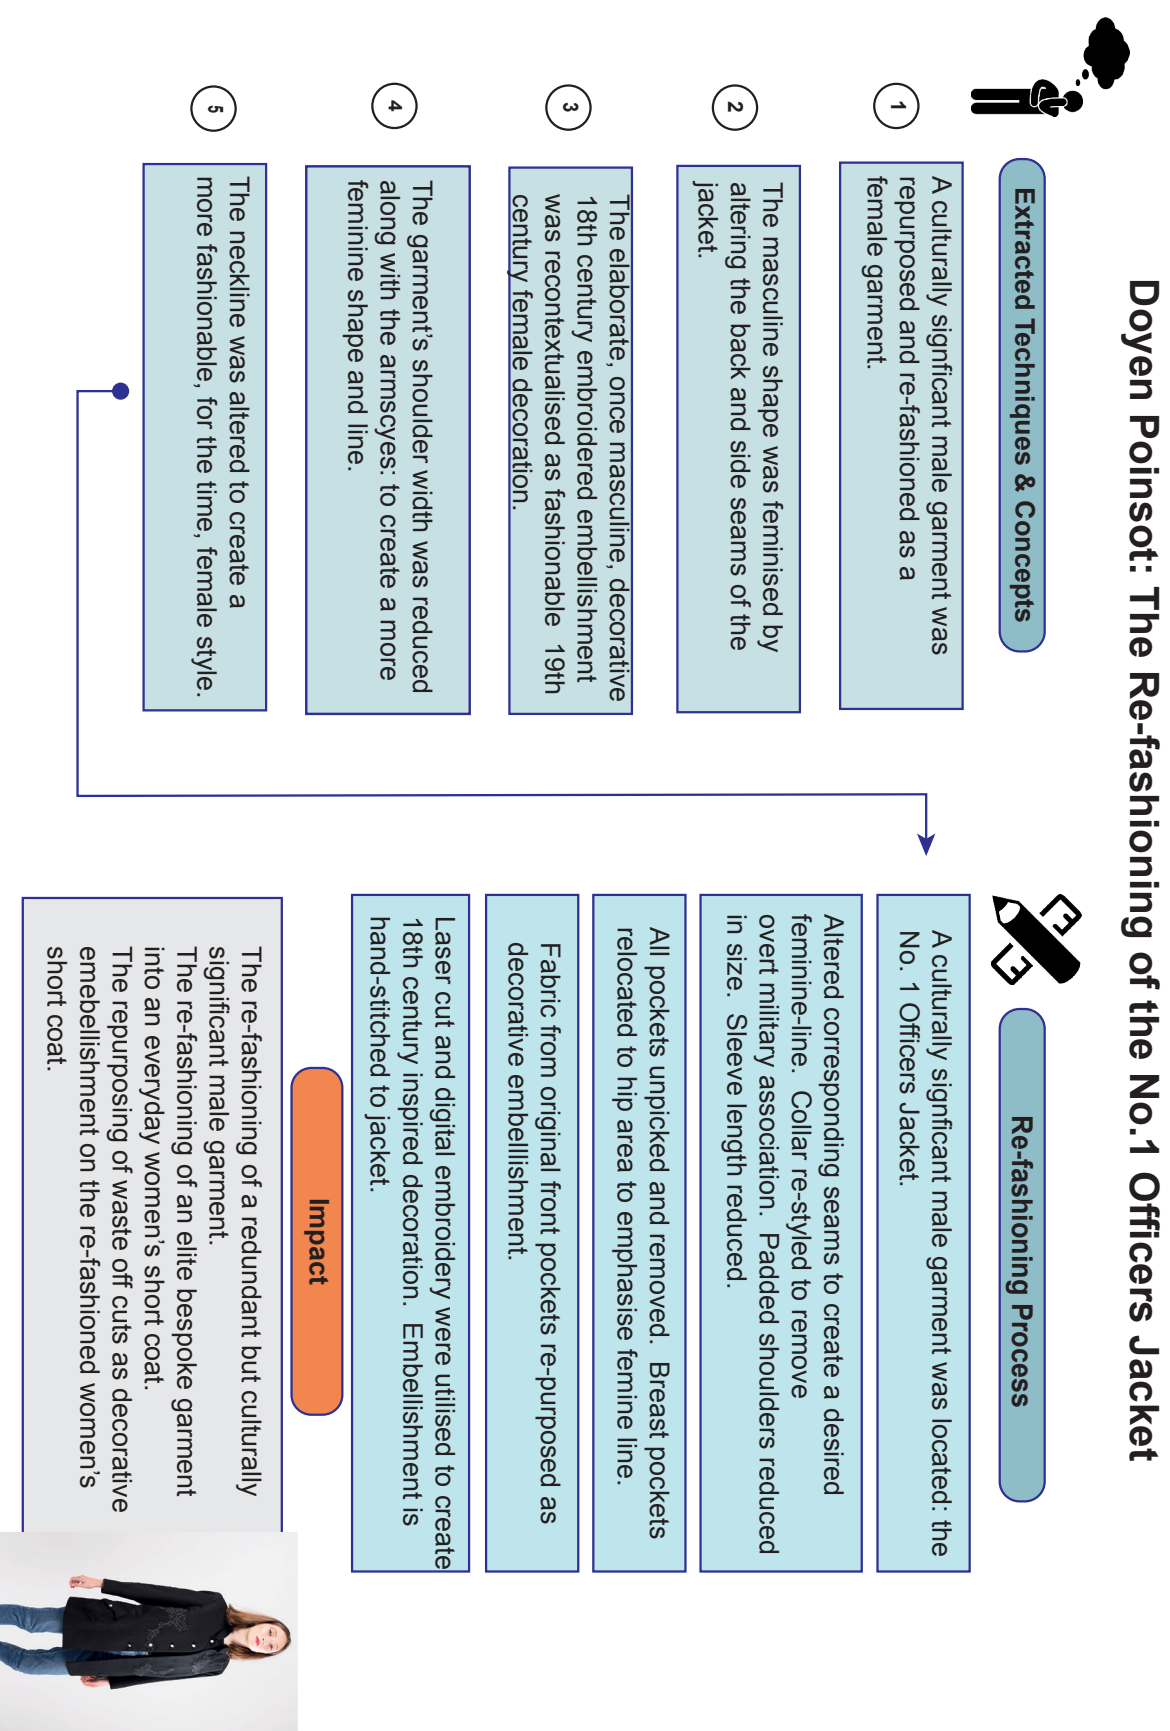 Doyen Poinsot: The Re-fashioning of the No.1 Officers Jacket
Extracted Techniques & Concepts
1
A culturally signficant male garment was
repurposed and re-fashioned as a
female garment.
2
The masculine shape was feminised by
altering the back and side seams of the
jacket.
3
The elaborate, once masculine, decorative
18th century embroidered embellishment
was recontextualised as fashionable 19th
century female decoration.
4
The garment's shoulder width was reduced
along with the armscyes: to create a more
feminine shape and line.
5
The neckline was altered to create a
more fashionable, for the time, female style.
Re-fashioning Process
A culturally signficant male garment was located: the
No. 1 Officers Jacket.
Altered corresponding seams to create a desired
feminine-line. Collar re-styled to remove
overt military association. Padded shoulders reduced
in size. Sleeve length reduced.
All pockets unpicked and removed. Breast pockets
relocated to hip area to emphasise femine line.
Fabric from original front pockets re-purposed as
decorative embellishment.
Laser cut and digital embroidery were utilised to create
18th century inspired decoration. Embellishment is
hand-stitched to jacket.
Impact
The re-fashioning of a redundant but culturally
significant male garment.
The re-fashioning of an elite bespoke garment
into an everyday women's short coat.
The repurposing of waste off cuts as decorative
emebellishment on the re-fashioned women's
short coat.